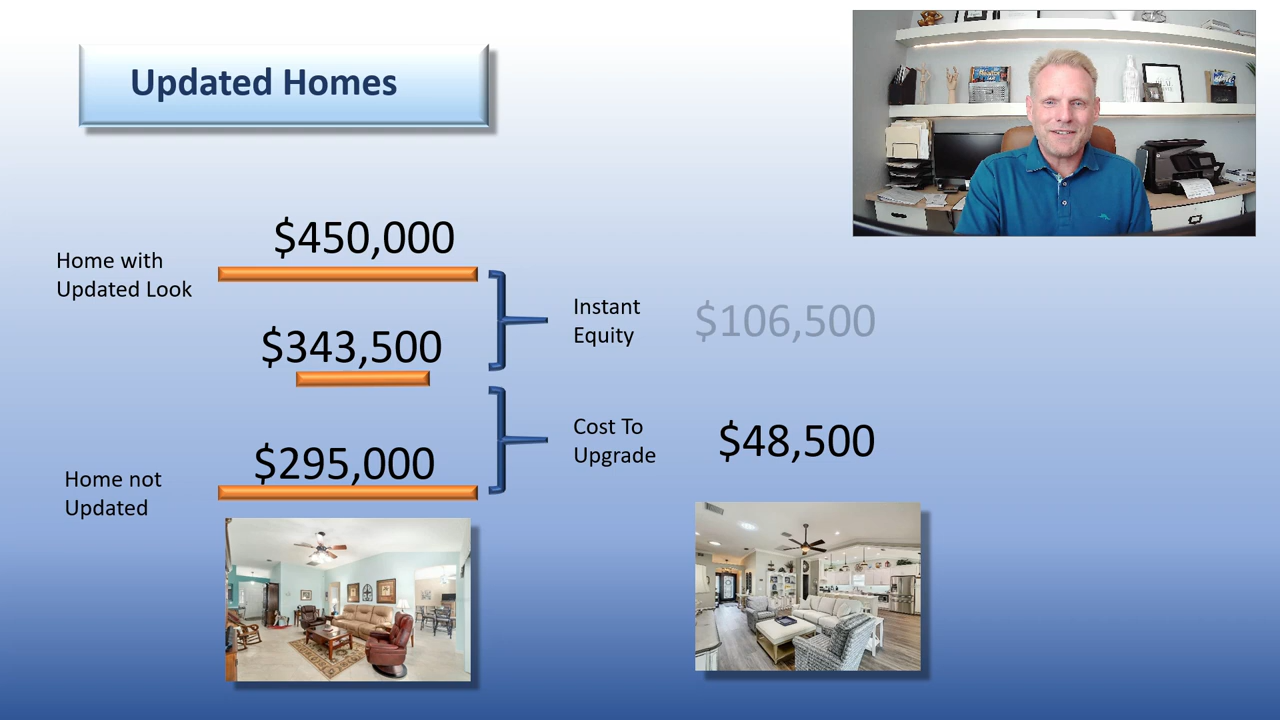 Updated Homes
$450,000
Home with
Updated Look
Instant
Equity
$106,500
$343,500
Cost To
Upgrade
$48,500
$295,000
Home not
Updated